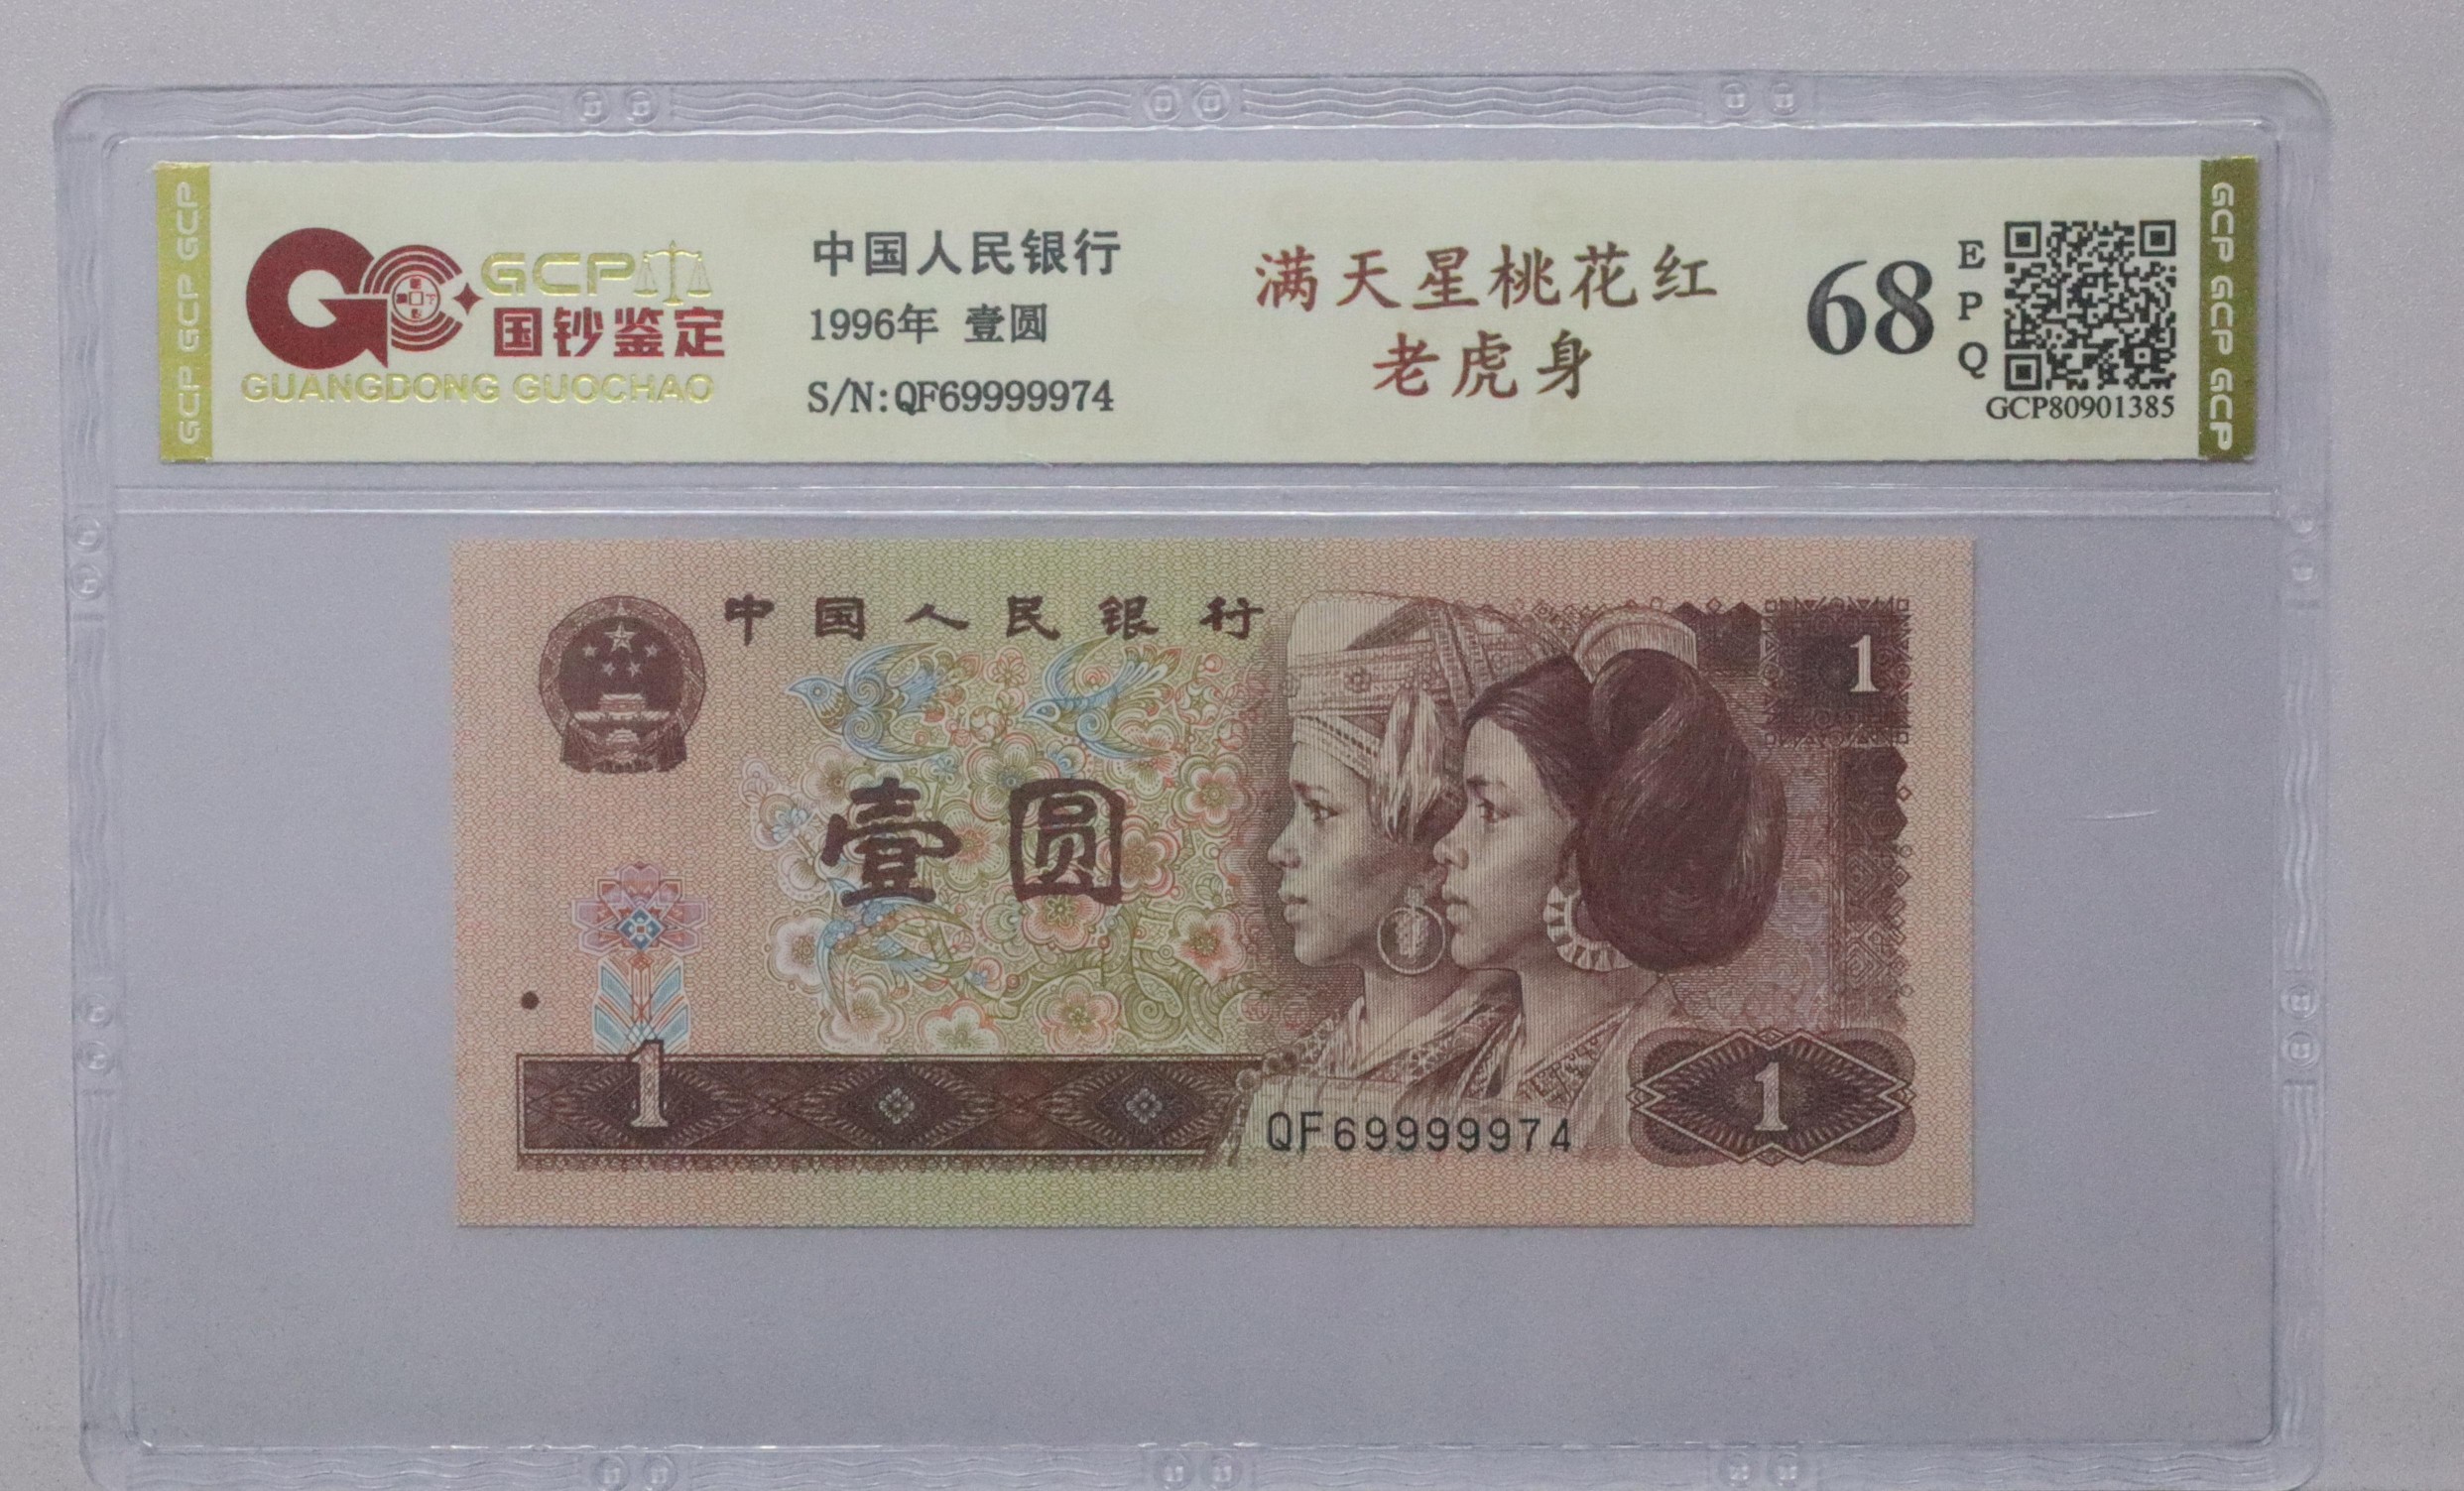 GCP GCP GCP
GCP
国钞鉴定
GUANGDONG GUOCHAO
中国人民银行
1996年 壹圆
S/N:QF69999974
满天星桃花红
老虎身
68
E
P
Q
GCP80901385
GCP GCP GCP GCP
中国人民银行
1
壹圆
1
1
QF69999974